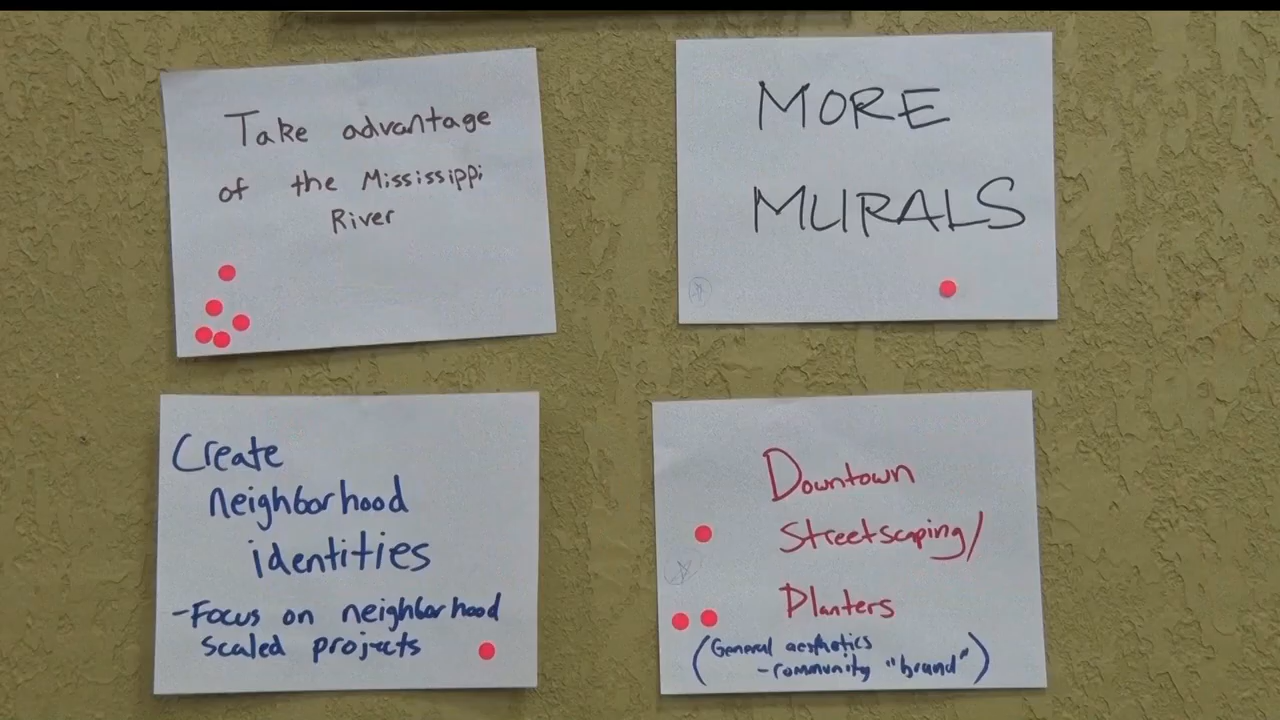 Take advantage
of the Mississippi
River
MORE
MURALS
Create
neighborhood
identities
-Focus on neighborhood
scaled projects
Downtown
Streetscaping/
Planters
(General aesthetics
-community "brand")